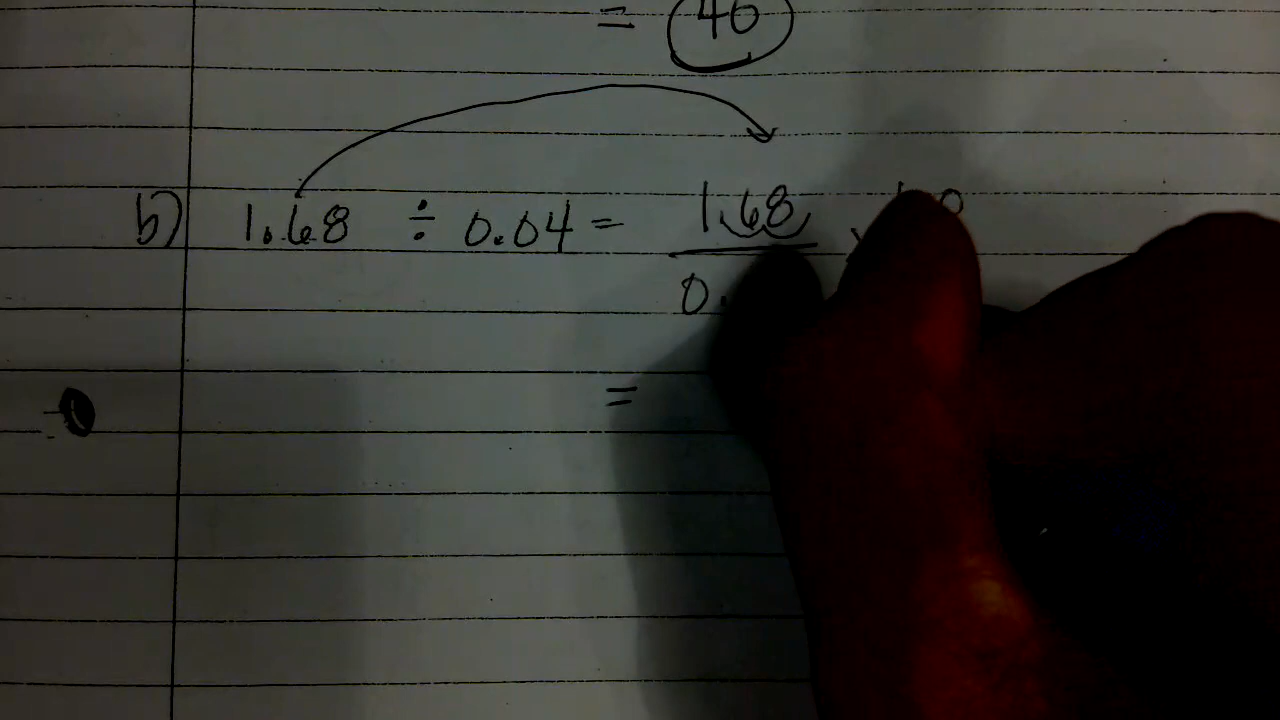 = 46
b) 1.68 ÷ 0.04 = 1.68
0.
=